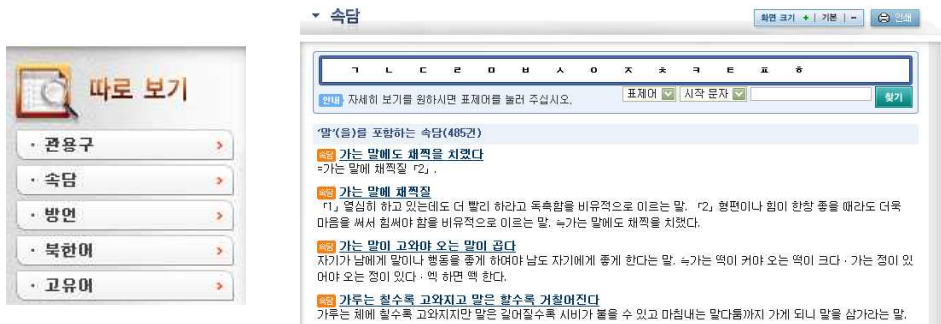 따로 보기
· 관용구
· 속담
· 방언
· 북한어
· 고유어
속담
화면 크기 + | 기본 | -
인쇄
ㄱ ㄴ ㄷ ㄹ ㅁ ㅂ ㅅ ㅇ ㅈ ㅊ ㅋ ㅌ ㅍ ㅎ
안내 자세히 보기를 원하시면 표제어를 눌러 주십시오.
표제어 시작 문자 찾기
'말'(을)를 포함하는 속담(485건)
속담 가는 말에도 채찍을 치랬다
=가는 말에 채찍질「2」.
속담 가는 말에 채찍질
「1」열심히 하고 있는데도 더 빨리 하라고 독촉함을 비유적으로 이르는 말. 「2」형편이나 힘이 한창 좋을 때라도 더욱
마음을 써서 힘써야 함을 비유적으로 이르는 말. ≒가는 말에도 채찍을 치랬다.
속담 가는 말이 고와야 오는 말이 곱다
자기가 남에게 말이나 행동을 좋게 하여야 남도 자기에게 좋게 한다는 말. ≒가는 떡이 커야 오는 떡이 크다 · 가는 정이 있
어야 오는 정이 있다 · 엑 하면 떽 한다.
속담 가루는 칠수록 고와지고 말은 할수록 거칠어진다
가루는 체에 칠수록 고와지지만 말은 길어질수록 시비가 붙을 수 있고 마침내는 말다툼까지 가게 되니 말을 삼가라는 말.